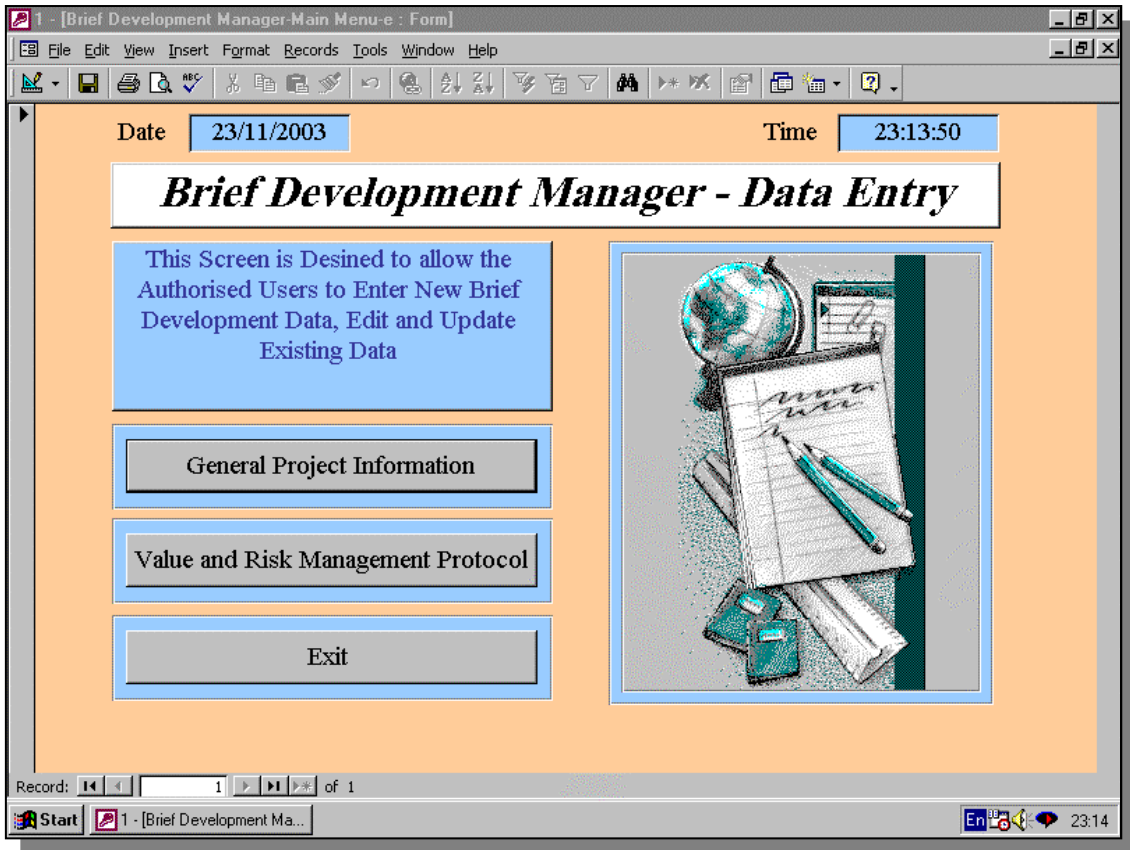 1 - [Brief Development Manager-Main Menu-e : Form]
File Edit View Insert Format Records Tools Window Help
Date 23/11/2003 Time 23:13:50
Brief Development Manager - Data Entry
This Screen is Desined to allow the
Authorised Users to Enter New Brief
Development Data, Edit and Update
Existing Data
General Project Information
Value and Risk Management Protocol
Exit
Record: 1 of 1
Start 1 - [Brief Development Ma... En 23:14